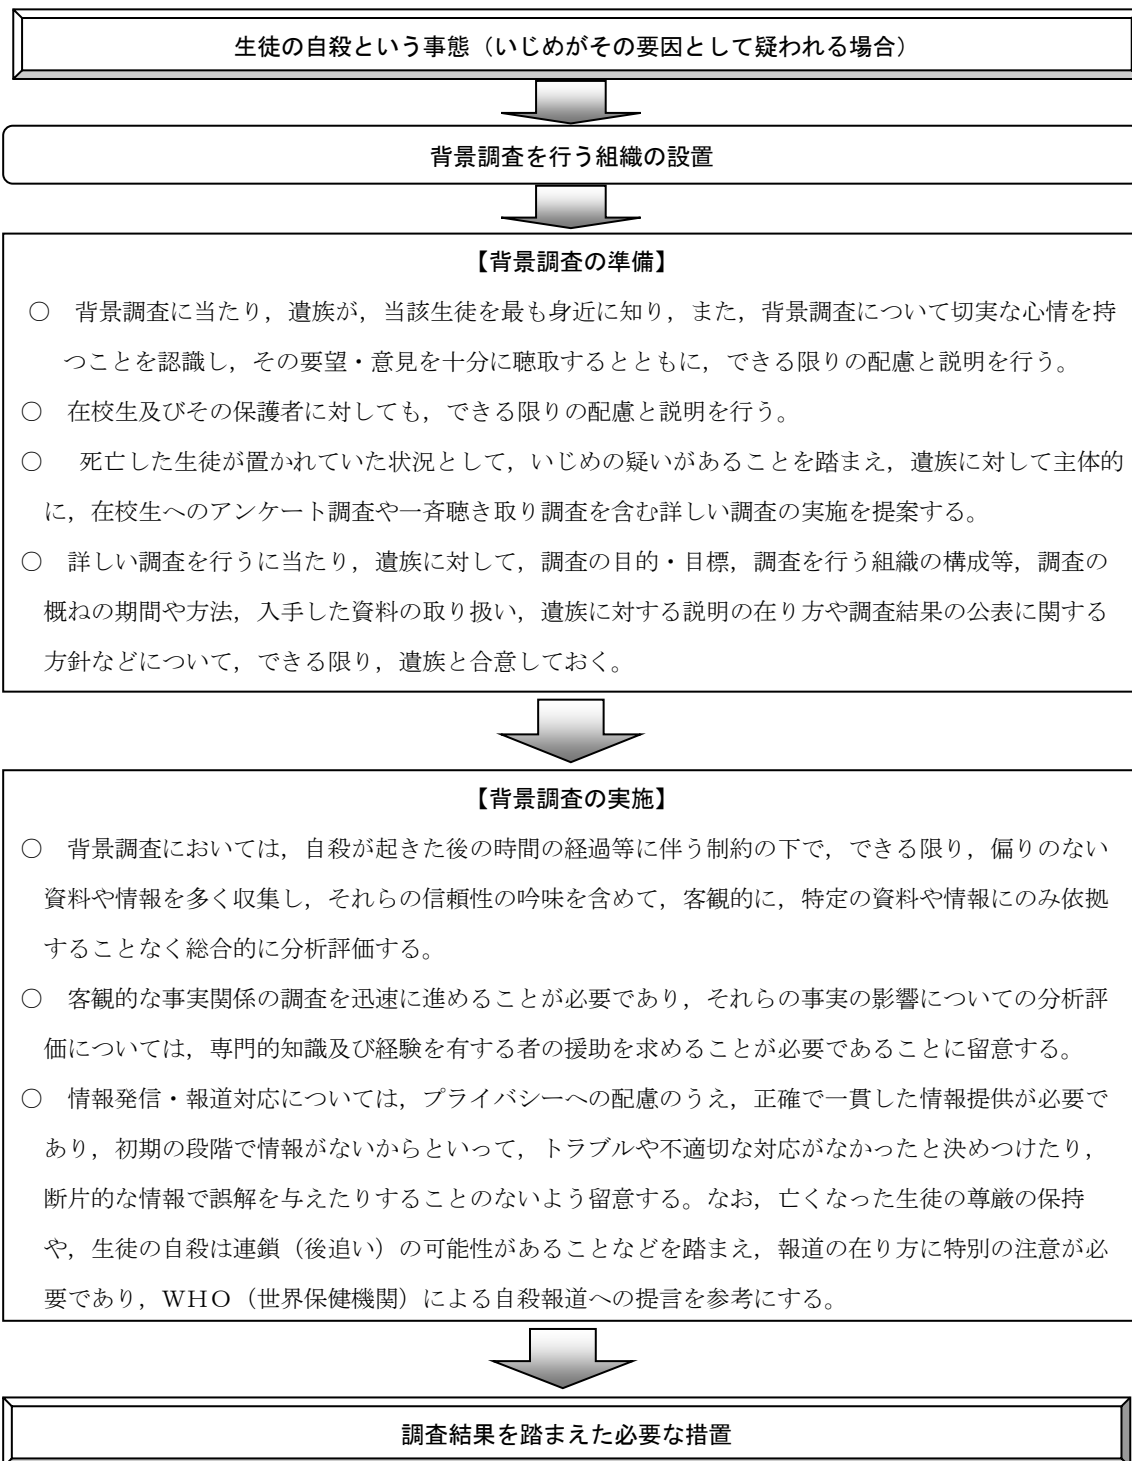 生徒の自殺という事態（いじめがその要因として疑われる場合）
背景調査を行う組織の設置
【背景調査の準備】
○　背景調査に当たり，遺族が，当該生徒を最も身近に知り，また，背景調査について切実な心情を持
つことを認識し，その要望・意見を十分に聴取するとともに，できる限りの配慮と説明を行う。
○　在校生及びその保護者に対しても，できる限りの配慮と説明を行う。
○　死亡した生徒が置かれていた状況として，いじめの疑いがあることを踏まえ，遺族に対して主体的
に，在校生へのアンケート調査や一斉聴き取り調査を含む詳しい調査の実施を提案する。
○　詳しい調査を行うに当たり，遺族に対して，調査の目的・目標，調査を行う組織の構成等，調査の
概ねの期間や方法，入手した資料の取り扱い，遺族に対する説明の在り方や調査結果の公表に関する
方針などについて，できる限り，遺族と合意しておく。
【背景調査の実施】
○　背景調査においては，自殺が起きた後の時間の経過等に伴う制約の下で，できる限り，偏りのない
資料や情報を多く収集し，それらの信頼性の吟味を含めて，客観的に，特定の資料や情報にのみ依拠
することなく総合的に分析評価する。
○　客観的な事実関係の調査を迅速に進めることが必要であり，それらの事実の影響についての分析評
価については，専門的知識及び経験を有する者の援助を求めることが必要であることに留意する。
○　情報発信・報道対応については，プライバシーへの配慮のうえ，正確で一貫した情報提供が必要で
あり，初期の段階で情報がないからといって，トラブルや不適切な対応がなかったと決めつけたり，
断片的な情報で誤解を与えたりすることのないよう留意する。なお，亡くなった生徒の尊厳の保持
や，生徒の自殺は連鎖（後追い）の可能性があることなどを踏まえ，報道の在り方に特別の注意が必
要であり，ＷＨＯ（世界保健機関）による自殺報道への提言を参考にする。
調査結果を踏まえた必要な措置